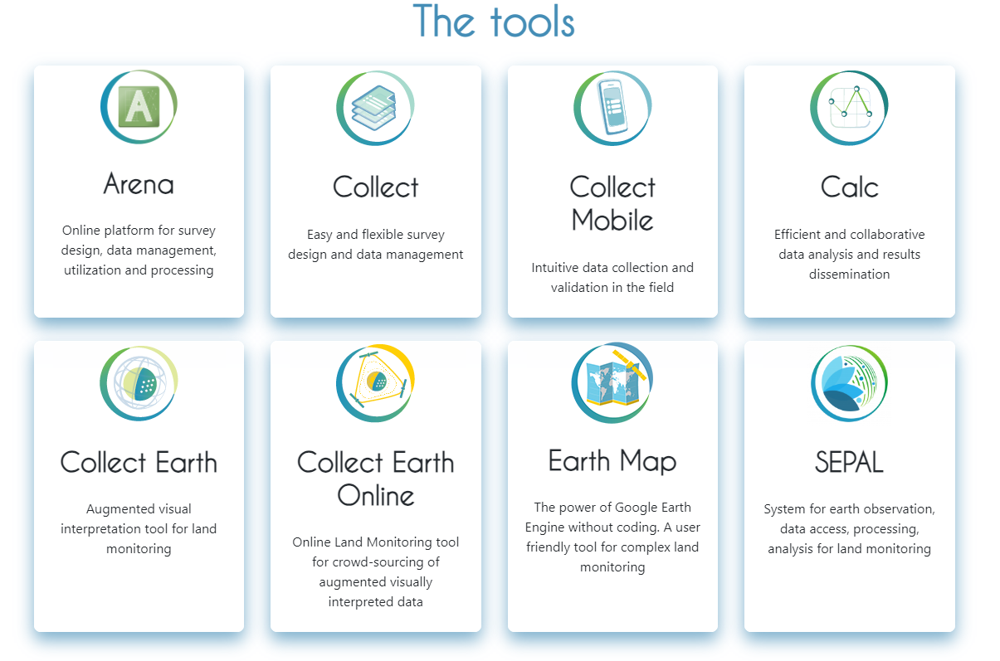 The tools
A
Arena
Online platform for survey
design, data management,
utilization and processing
Collect
Easy and flexible survey
design and data management
Collect
Mobile
Intuitive data collection and
validation in the field
Calc
Efficient and collaborative
data analysis and results
dissemination
Collect Earth
Augmented visual
interpretation tool for land
monitoring
Collect Earth
Online
Online Land Monitoring tool
for crowd-sourcing of
augmented visually
interpreted data
Earth Map
The power of Google Earth
Engine without coding. A user
friendly tool for complex land
monitoring
SEPAL
System for earth observation,
data access, processing,
analysis for land monitoring